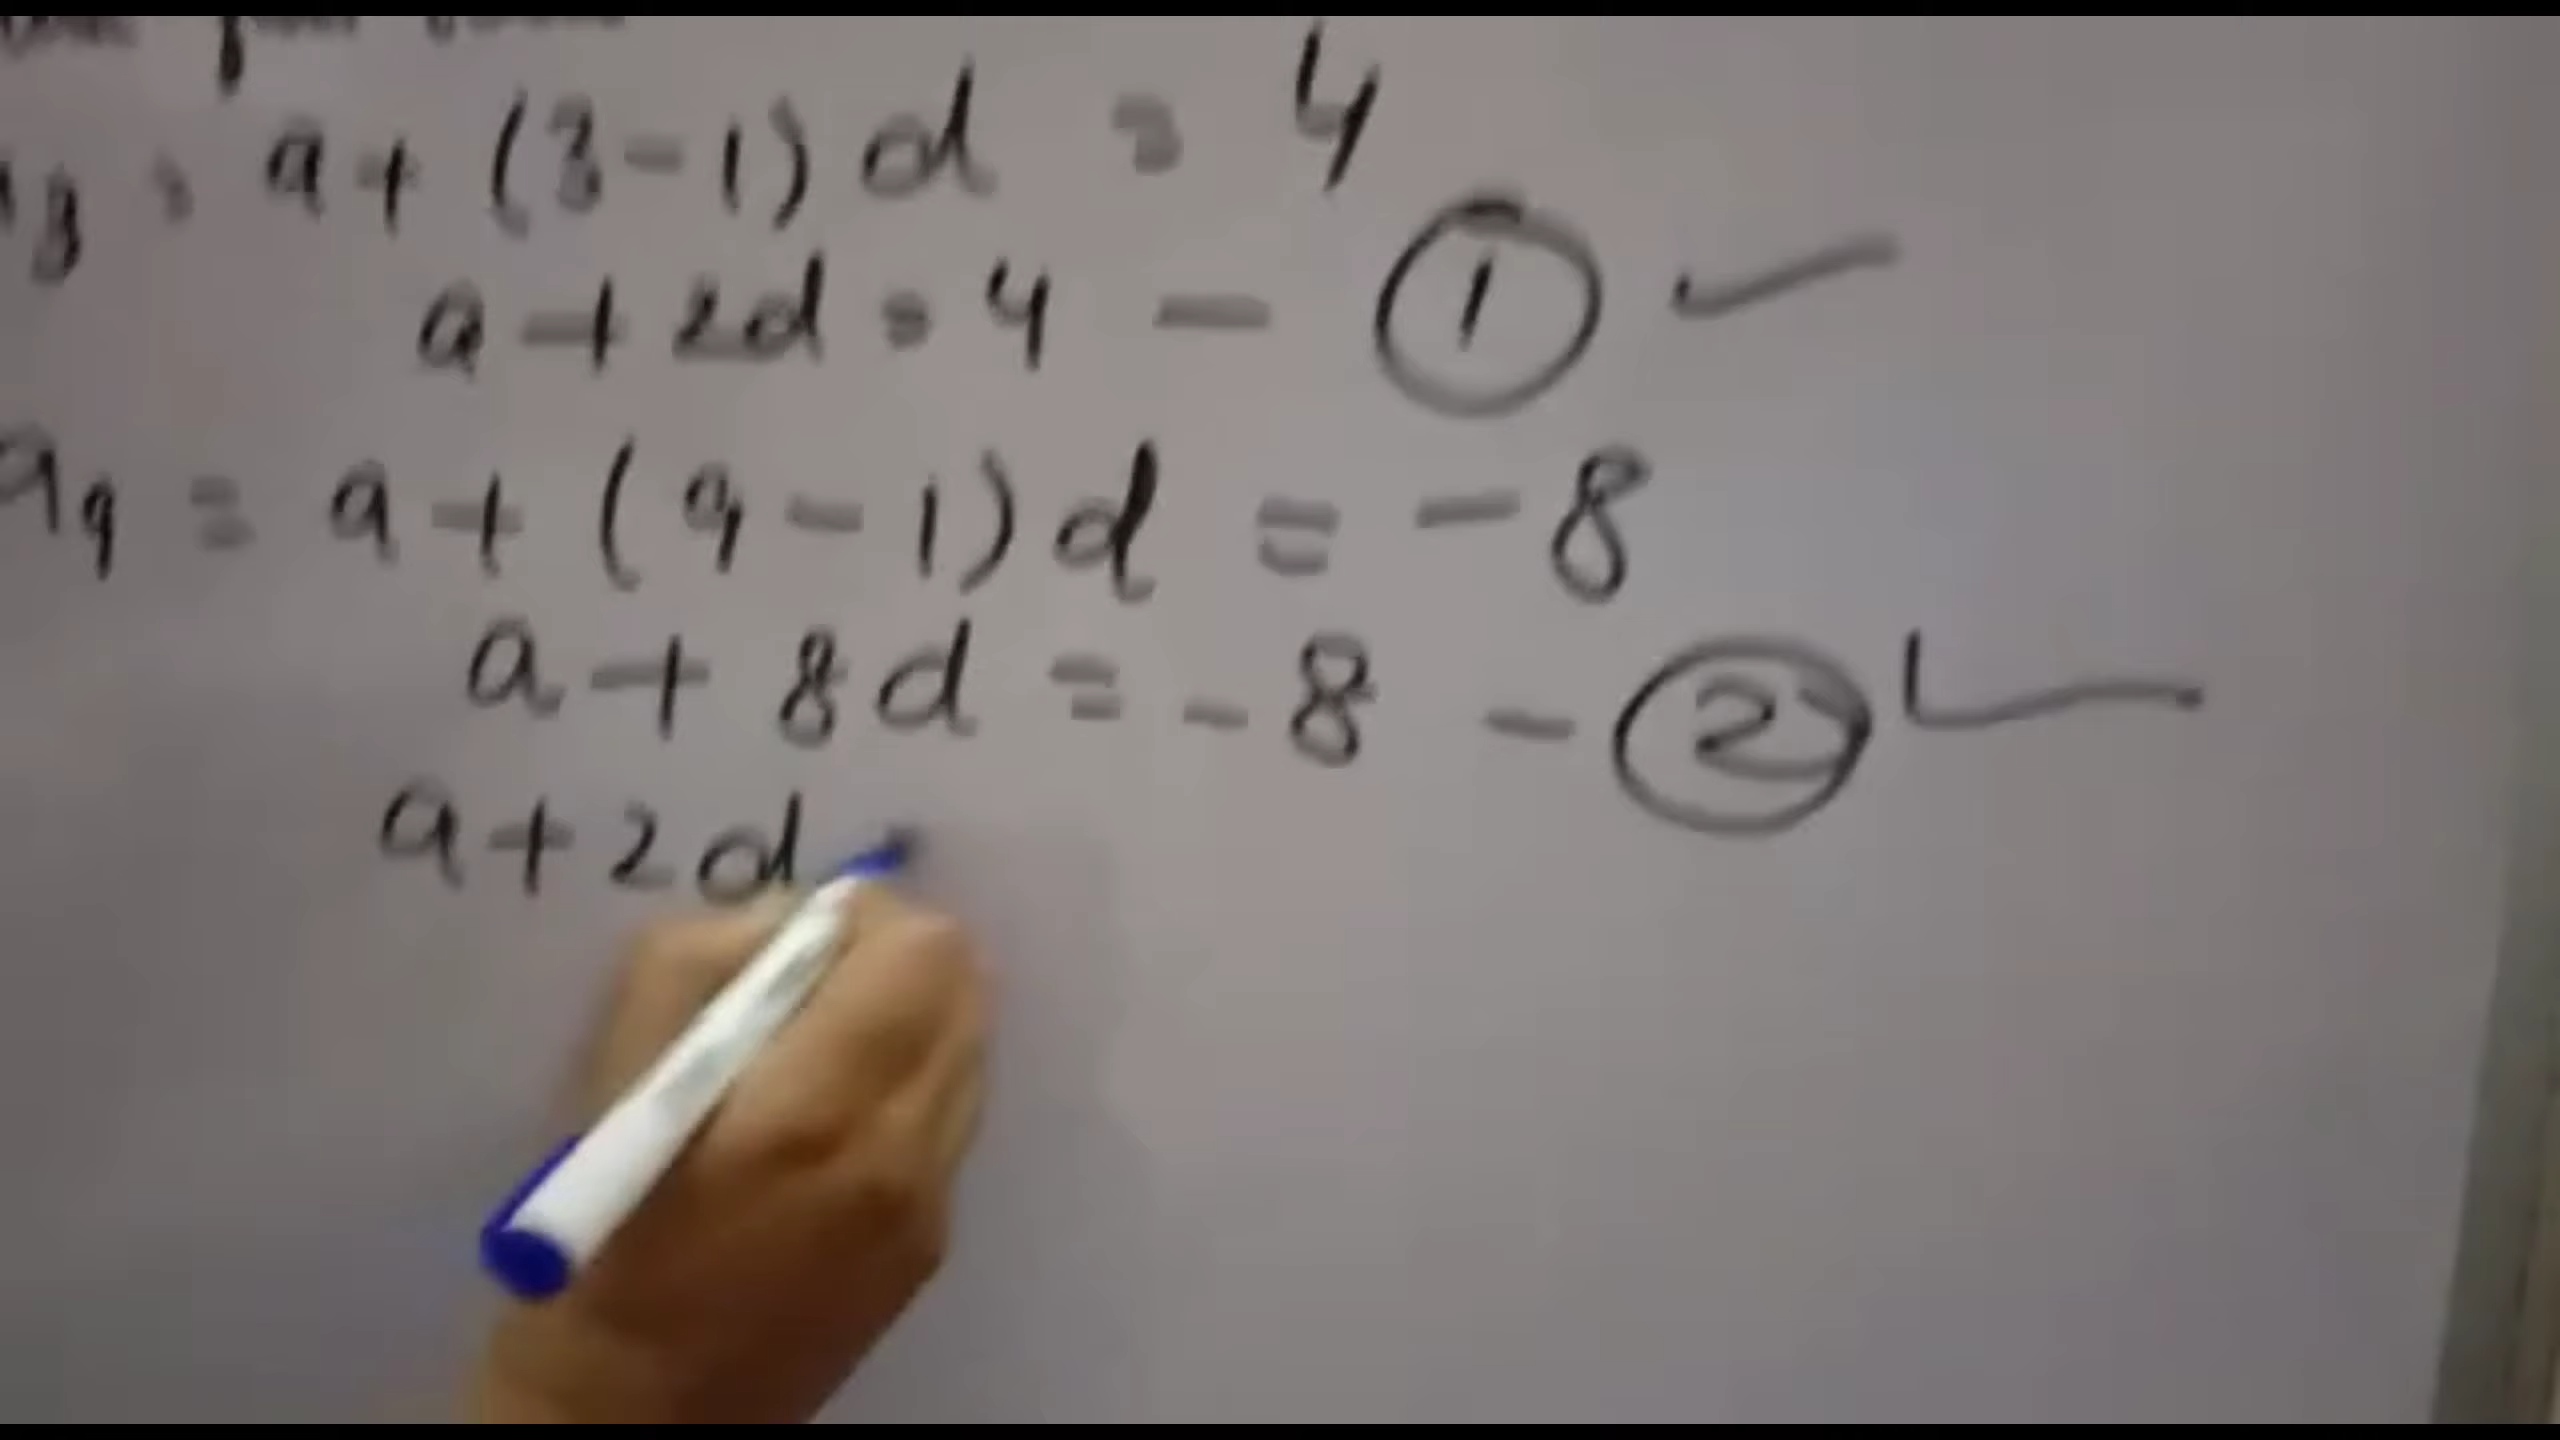 a3 = a + (3-1) d = 4
a + 2d = 4 - 1
a9 = a + (9-1) d = -8
a + 8d = -8 - 2
a + 2d